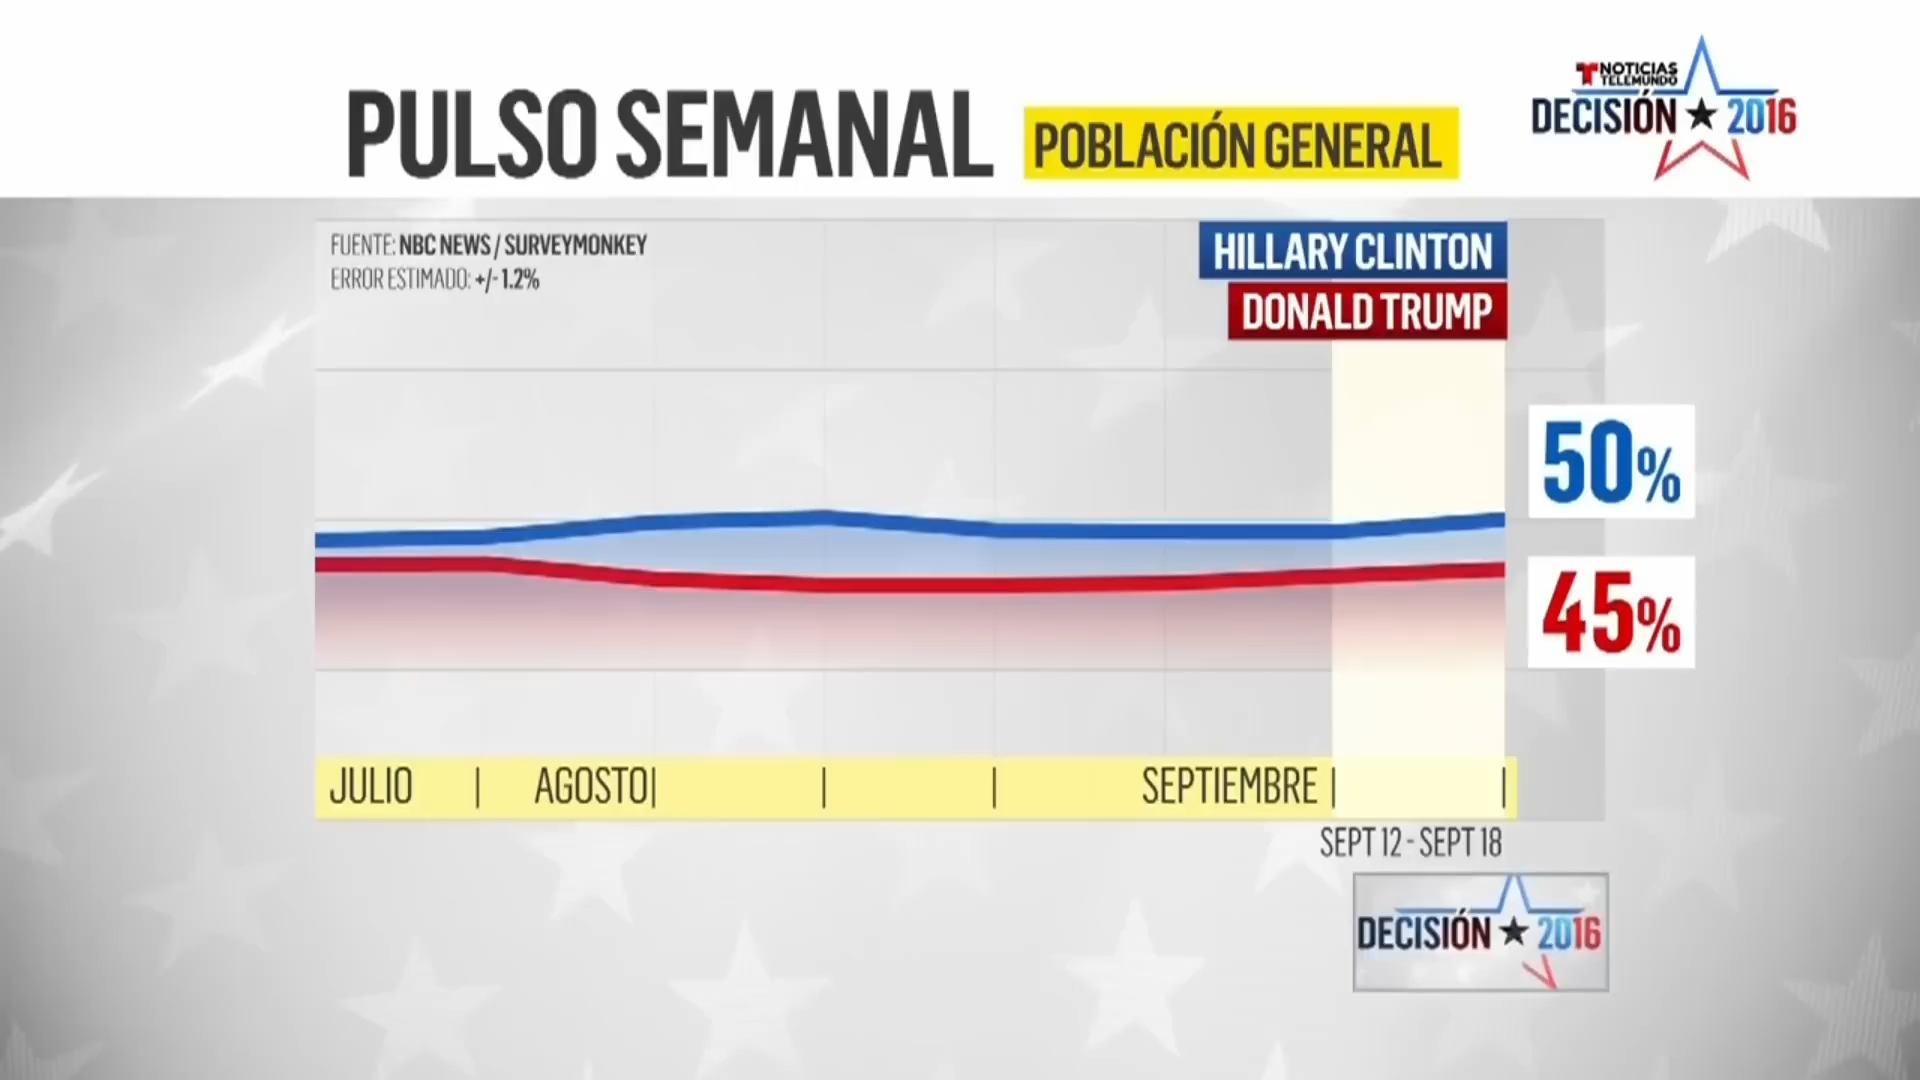 PULSO SEMANAL
POBLACIÓN GENERAL
NOTICIAS
TELEMUNDO
DECISIÓN 2016
FUENTE: NBC NEWS / SURVEYMONKEY
ERROR ESTIMADO: +/- 1.2%
HILLARY CLINTON
DONALD TRUMP
50%
45%
JULIO | AGOSTO| | | SEPTIEMBRE | |
SEPT 12 - SEPT 18
DECISIÓN 2016